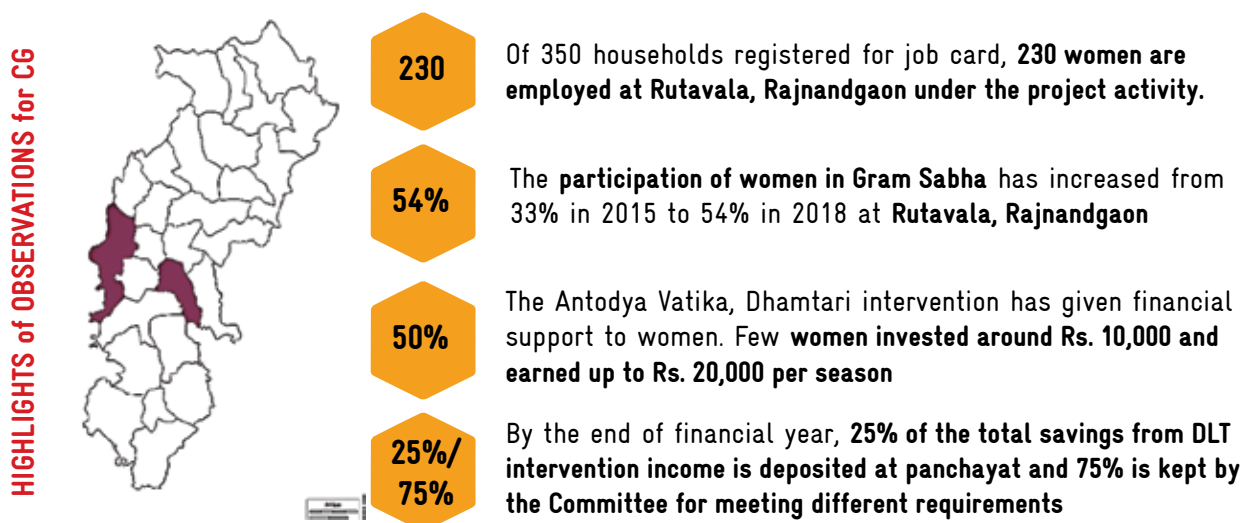 HIGHLIGHTS of OBSERVATIONS for CG
230
Of 350 households registered for job card, 230 women are
employed at Rutavala, Rajnandgaon under the project activity.
54%
The participation of women in Gram Sabha has increased from
33% in 2015 to 54% in 2018 at Rutavala, Rajnandgaon
50%
The Antodya Vatika, Dhamtari intervention has given financial
support to women. Few women invested around Rs. 10,000 and
earned up to Rs. 20,000 per season
25%/
75%
By the end of financial year, 25% of the total savings from DLT
intervention income is deposited at panchayat and 75% is kept by
the Committee for meeting different requirements